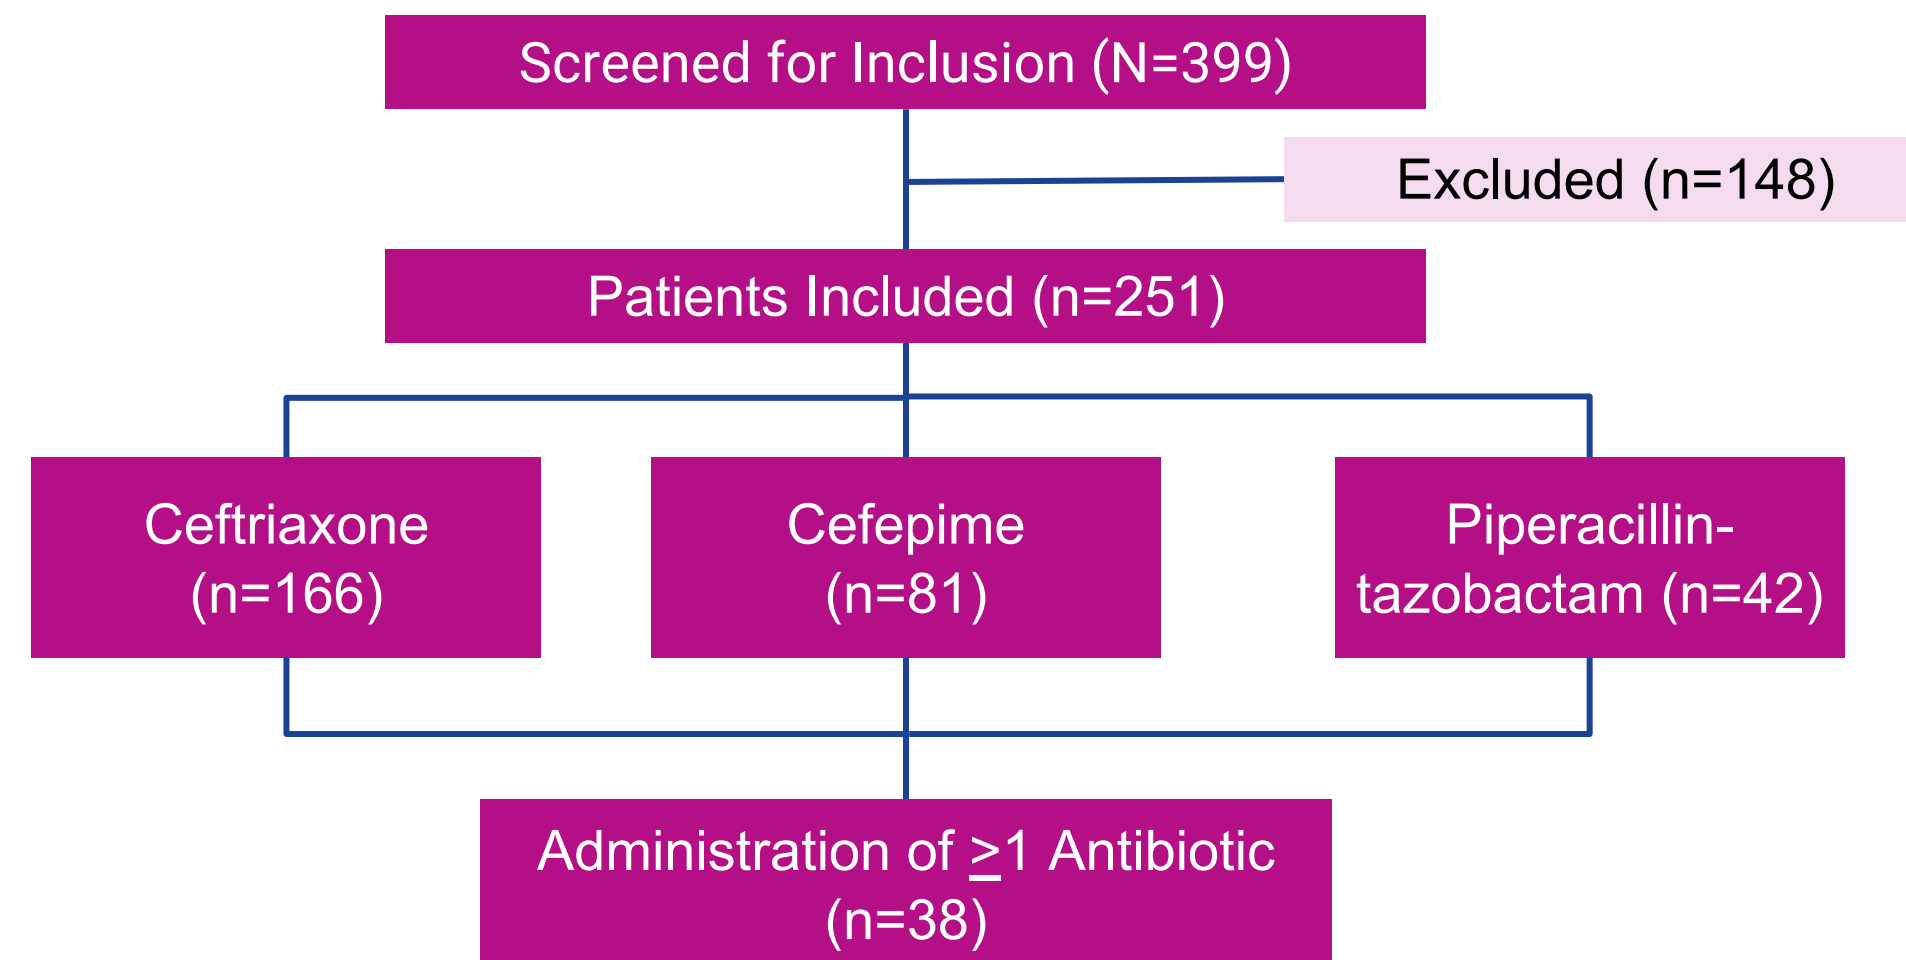 Screened for Inclusion (N=399)
Excluded (n=148)
Patients Included (n=251)
Ceftriaxone
(n=166)
Cefepime
(n=81)
Piperacillin-
tazobactam (n=42)
Administration of ≥1 Antibiotic
(n=38)